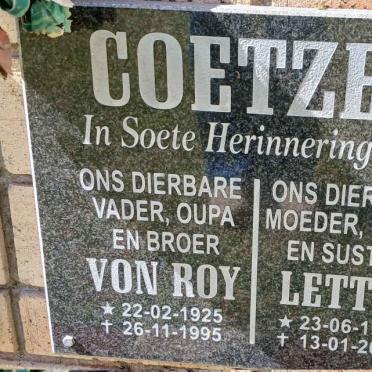 COETZE
In Soete Herinnering
ONS DIERBARE
VADER, OUPA
EN BROER
VON ROY
★ 22-02-1925
✝ 26-11-1995
ONS DIER
MOEDER,
EN SUST
LETT
★ 23-06-1
✝ 13-01-2